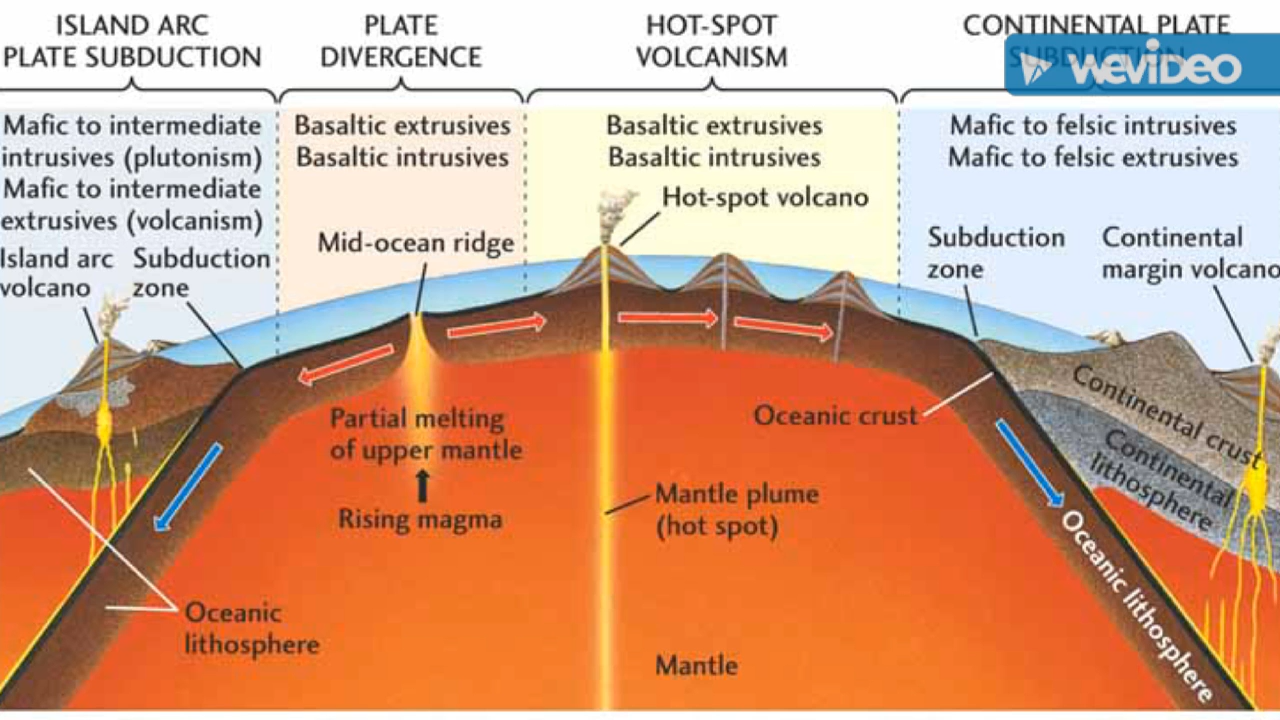 ISLAND ARC
PLATE SUBDUCTION
PLATE
DIVERGENCE
HOT-SPOT
VOLCANISM
CONTINENTAL PLATE
SUBDUCTION
wevideo
Mafic to intermediate
intrusives (plutonism)
Mafic to intermediate
extrusives (volcanism)
Basaltic extrusives
Basaltic intrusives
Basaltic extrusives
Basaltic intrusives
Mafic to felsic intrusives
Mafic to felsic extrusives
Island arc
volcano
Subduction
zone
Mid-ocean ridge
Hot-spot volcano
Subduction
zone
Continental
margin volcano
Partial melting
of upper mantle
Rising magma
Oceanic crust
Mantle plume
(hot spot)
Continental crust
Continental
lithosphere
Oceanic lithosphere
Oceanic
lithosphere
Mantle